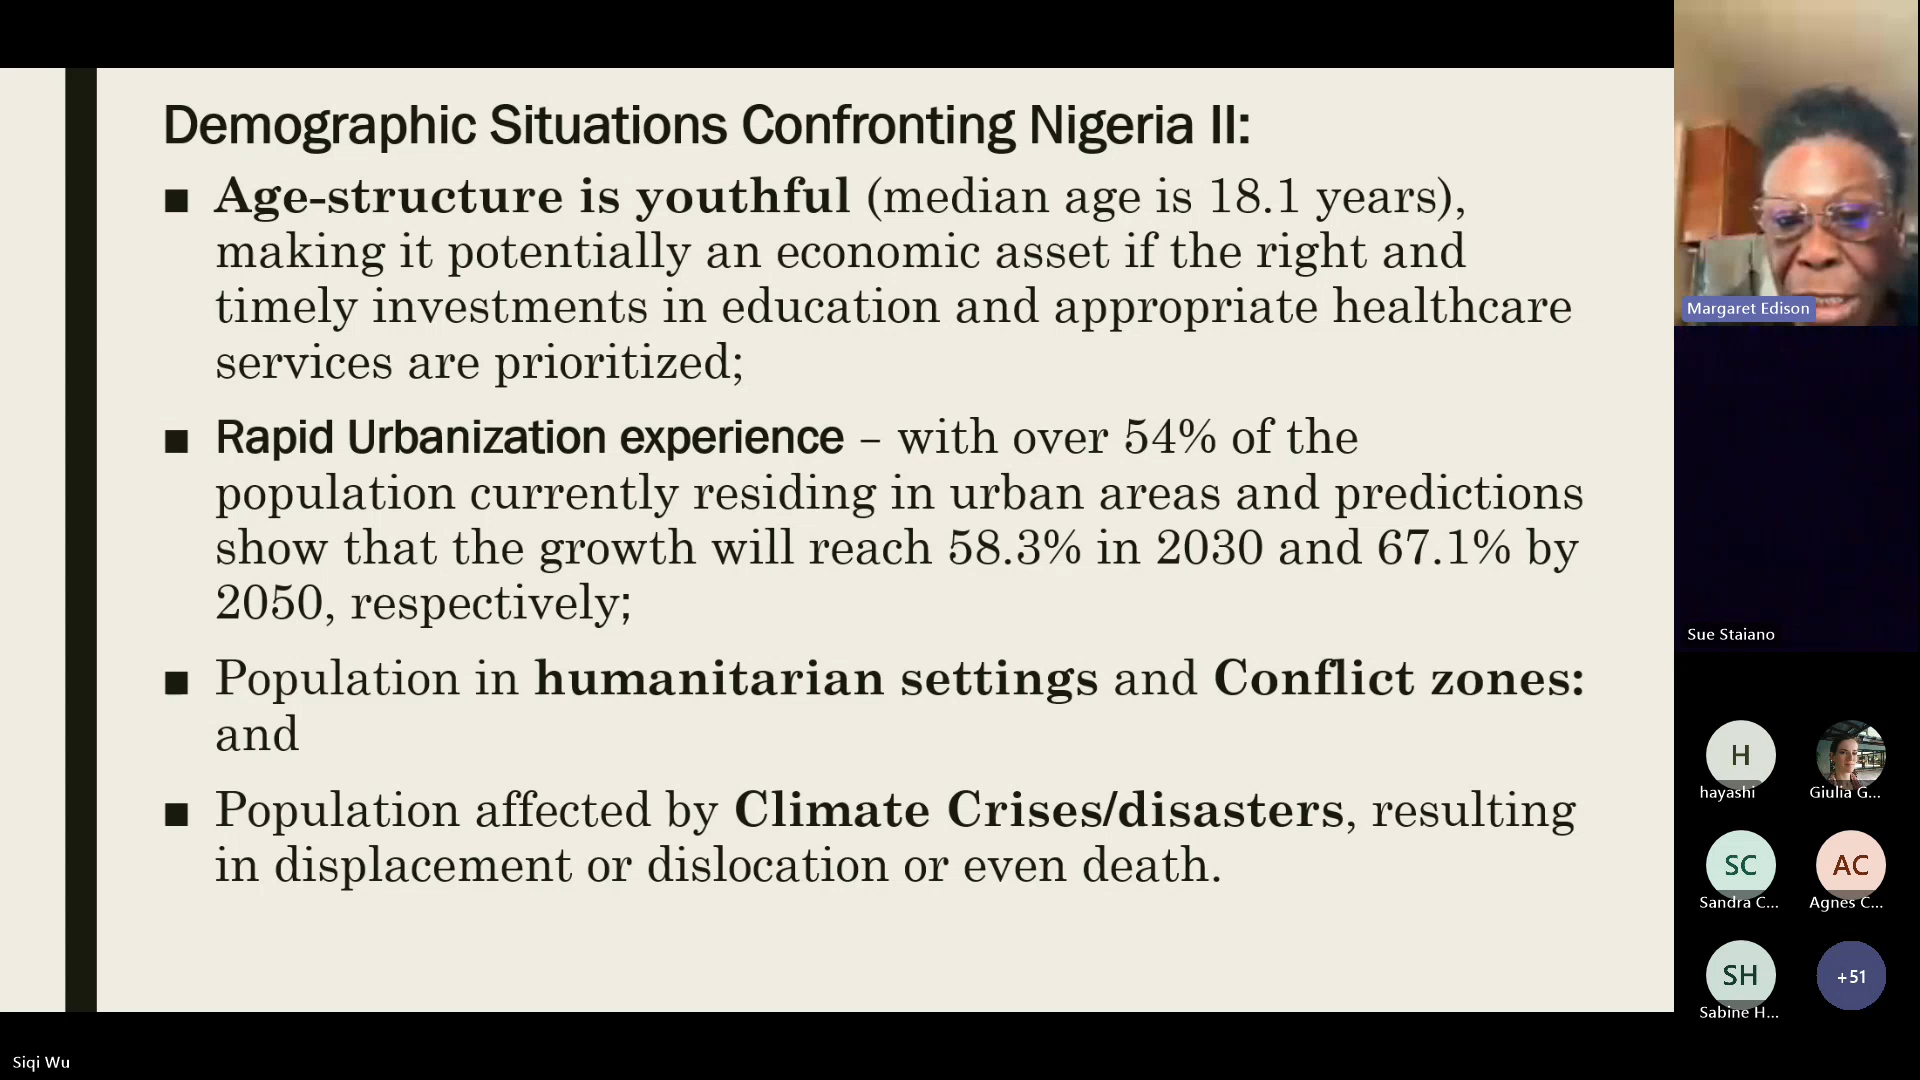 Demographic Situations Confronting Nigeria II:
■ Age-structure is youthful (median age is 18.1 years),
making it potentially an economic asset if the right and
timely investments in education and appropriate healthcare
services are prioritized;
■ Rapid Urbanization experience – with over 54% of the
population currently residing in urban areas and predictions
show that the growth will reach 58.3% in 2030 and 67.1% by
2050, respectively;
■ Population in humanitarian settings and Conflict zones:
and
■ Population affected by Climate Crises/disasters, resulting
in displacement or dislocation or even death.
Margaret Edison
Sue Staiano
H
hayashi
Giulia G...
SC
Sandra C...
AC
Agnes C...
SH
Sabine H...
+51
Siqi Wu